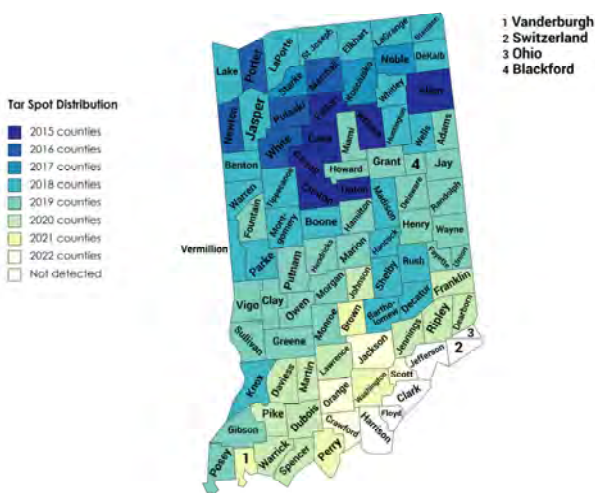 1 Vanderburgh
2 Switzerland
3 Ohio
4 Blackford
Tar Spot Distribution
2015 counties
2016 counties
2017 counties
2018 counties
2019 counties
2020 counties
2021 counties
2022 counties
Not detected
Lake
Porter
LaPorte
St Joseph
Elkhart
LaGrange
Noble
DeKalb
Starke
Marshall
Kosciusko
Whitley
Allen
Newton
Jasper
Pulaski
Fulton
Huntington
Wells
Adams
White
Cass
Miami
Benton
Carroll
Howard
Grant
4
Jay
Warren
Tippecanoe
Clinton
Tipton
Madison
Delaware
Randolph
Fountain
Mont-
gomery
Boone
Hamilton
Henry
Wayne
Vermillion
Parke
Putnam
Hendricks
Marion
Hancock
Rush
Fayette
Union
Vigo
Clay
Owen
Morgan
Johnson
Shelby
Decatur
Franklin
Sullivan
Greene
Monroe
Brown
Bartho-
lomew
Jennings
Ripley
Dearborn
3
2
Knox
Daviess
Martin
Lawrence
Jackson
Jefferson
Scott
Washington
Orange
Clark
Gibson
Pike
Dubois
Crawford
Harrison
Floyd
Posey
1
Warrick
Spencer
Perry